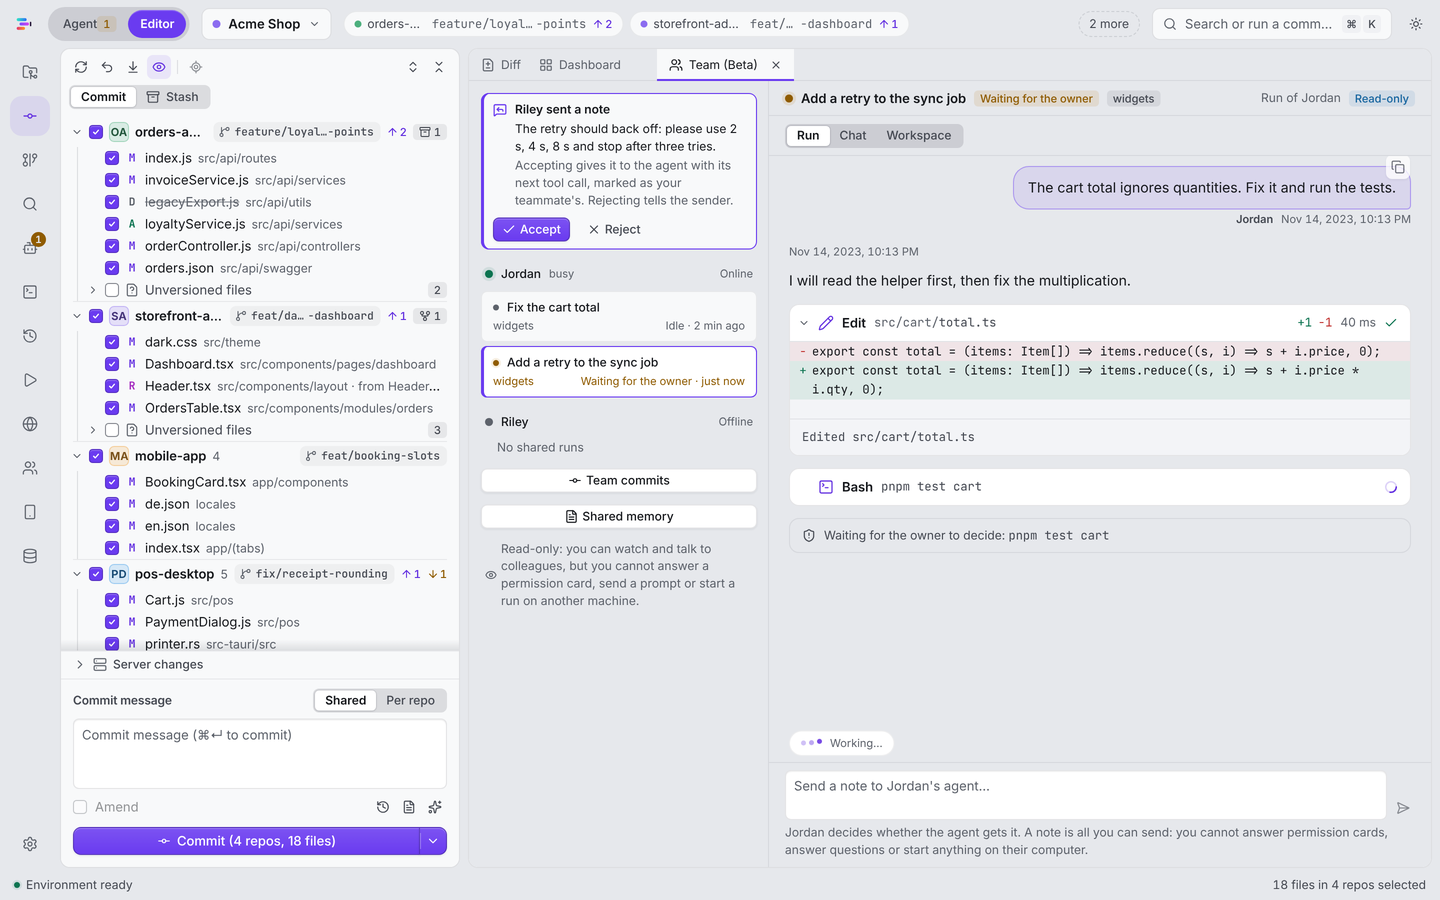 Agent 1
Editor
Acme Shop
orders-... feature/loyal... -points ↑ 2
storefront-ad... feat/... -dashboard ↑ 1
2 more
Search or run a comm... ⌘ K
Commit
Stash
OA orders-a... feature/loyal...-points ↑ 2 1
M index.js src/api/routes
M invoiceService.js src/api/services
D legacyExport.js src/api/utils
A loyaltyService.js src/api/services
M orderController.js src/api/controllers
M orders.json src/api/swagger
Unversioned files 2
SA storefront-a... feat/da... -dashboard ↑ 1 1
M dark.css src/theme
M Dashboard.tsx src/components/pages/dashboard
R Header.tsx src/components/layout · from Header...
M OrdersTable.tsx src/components/modules/orders
Unversioned files 3
MA mobile-app 4 feat/booking-slots
M BookingCard.tsx app/components
M de.json locales
M en.json locales
M index.tsx app/(tabs)
PD pos-desktop 5 fix/receipt-rounding ↑ 1 ↓ 1
M Cart.js src/pos
M PaymentDialog.js src/pos
M printer.rs src-tauri/src
1
Server changes
Commit message
Shared
Per repo
Commit message (⌘↵ to commit)
Amend
Commit (4 repos, 18 files)
Diff
Dashboard
Team (Beta)
Riley sent a note
The retry should back off: please use 2
s, 4 s, 8 s and stop after three tries.
Accepting gives it to the agent with its
next tool call, marked as your
teammate's. Rejecting tells the sender.
Accept
Reject
Jordan busy Online
Fix the cart total
widgets Idle · 2 min ago
Add a retry to the sync job
widgets Waiting for the owner · just now
Riley Offline
No shared runs
Team commits
Shared memory
Read-only: you can watch and talk to
colleagues, but you cannot answer a
permission card, send a prompt or start a
run on another machine.
Add a retry to the sync job Waiting for the owner widgets Run of Jordan Read-only
Run
Chat
Workspace
The cart total ignores quantities. Fix it and run the tests.
Jordan Nov 14, 2023, 10:13 PM
Nov 14, 2023, 10:13 PM
I will read the helper first, then fix the multiplication.
Edit src/cart/total.ts +1 -1 40 ms
- export const total = (items: Item[]) => items.reduce((s, i) => s + i.price, 0);
+ export const total = (items: Item[]) => items.reduce((s, i) => s + i.price *
i.qty, 0);
Edited src/cart/total.ts
Bash pnpm test cart
Waiting for the owner to decide: pnpm test cart
Working...
Send a note to Jordan's agent...
Jordan decides whether the agent gets it. A note is all you can send: you cannot answer permission cards,
answer questions or start anything on their computer.
Environment ready
18 files in 4 repos selected